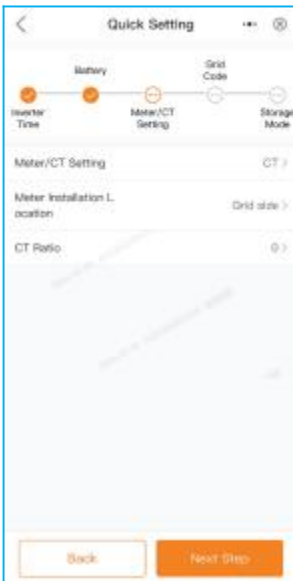 Quick Setting
Battery
Grid
Code
Inverter
Time
Meter/CT
Setting
Storage
Mode
Meter/CT Setting
CT
Meter Installation L
ocation
Grid side
CT Ratio
0
Back
Next Step